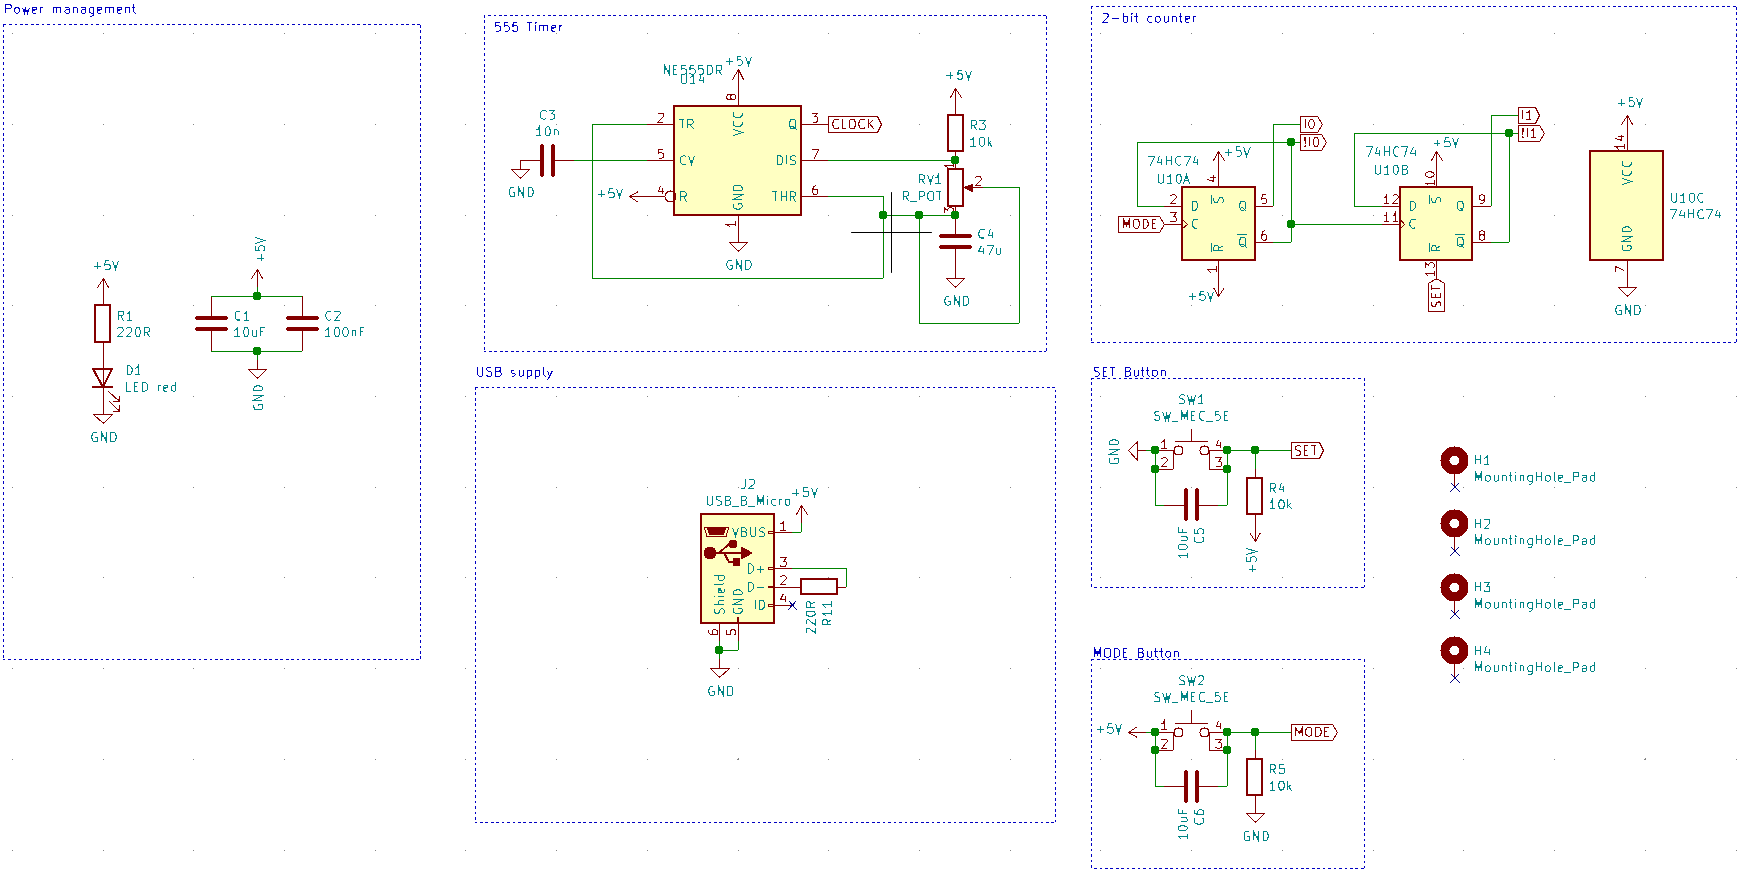 Power management
+5V
R1
220R
D1
LED red
GND
+5V
C1
10uF
C2
100nF
GND
555 Timer
NE555DR
U14
+5V
8
VCC
2
TR
5
CV
4
R
+5V
Q
3
CLOCK
DIS
7
THR
6
GND
1
GND
C3
10n
GND
+5V
R3
10k
1
RV1
R_POT
2
3
C4
47u
GND
2-bit counter
I0
!I0
74HC74
U10A
+5V
4
2
D
S
Q
5
MODE
3
C
R
Q
6
1
+5V
I1
!I1
74HC74
U10B
+5V
10
12
D
S
Q
9
11
C
R
Q
8
13
SET
+5V
14
VCC
U10C
74HC74
GND
7
GND
USB supply
J2
USB_B_Micro
+5V
VBUS
1
D+
3
D-
2
ID
4
Shield
GND
6
5
220R
R11
GND
SET Button
SW1
SW_MEC_5E
GND
1
2
4
3
SET
10uF
C5
R4
10k
+5V
MODE Button
SW2
SW_MEC_5E
+5V
1
2
4
3
MODE
10uF
C6
R5
10k
GND
H1
MountingHole_Pad
H2
MountingHole_Pad
H3
MountingHole_Pad
H4
MountingHole_Pad